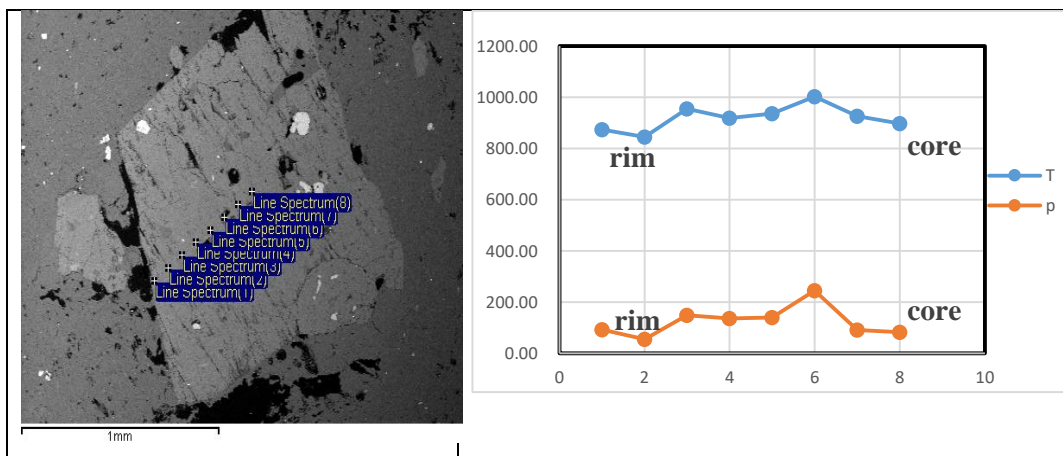 Line Spectrum(8)
Line Spectrum(7)
Line Spectrum(6)
Line Spectrum(5)
Line Spectrum(4)
Line Spectrum(3)
Line Spectrum(2)
Line Spectrum(1)
1mm
1200.00
1000.00
800.00
600.00
400.00
200.00
0.00
0 2 4 6 8 10
rim
core
rim
core
T
p